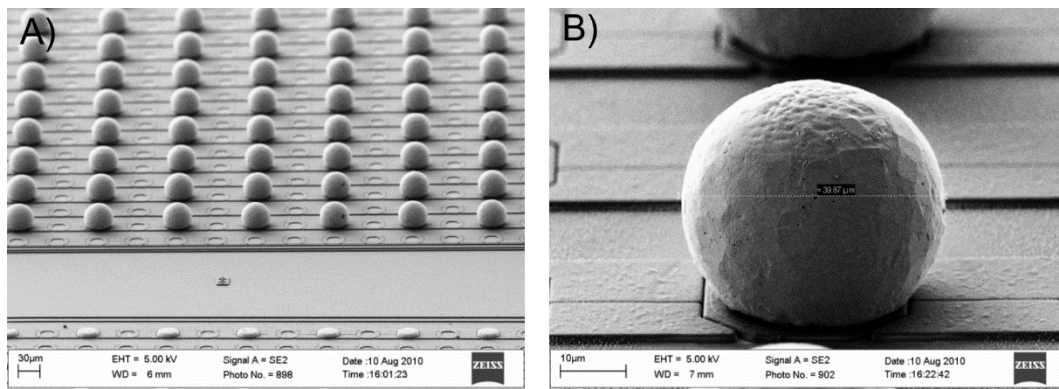 A)
30µm
EHT = 5.00 kV
WD = 6 mm
Signal A = SE2
Photo No. = 898
Date :10 Aug 2010
Time :16:01:23
ZEISS
B)
= 39.87 µm
10µm
EHT = 5.00 kV
WD = 7 mm
Signal A = SE2
Photo No. = 902
Date :10 Aug 2010
Time :16:22:42
ZEISS